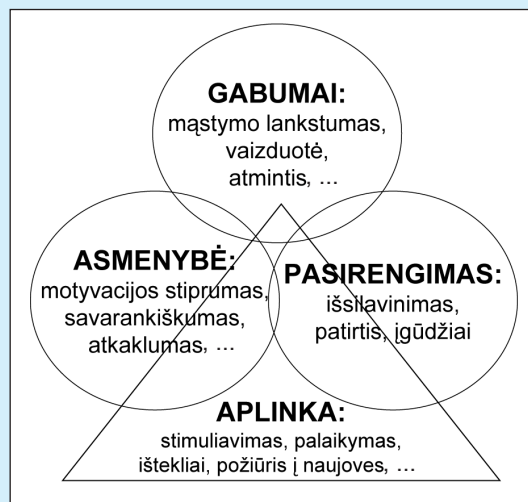 GABUMAI:
mąstymo lankstumas,
vaizduotė,
atmintis, ...
ASMENYBĖ:
motyvacijos stiprumas,
savarankiškumas,
atkaklumas, ...
PASIRENGIMAS:
išsilavinimas,
patirtis, įgūdžiai
APLINKA:
stimuliavimas, palaikymas,
ištekliai, požiūris į naujoves, ...